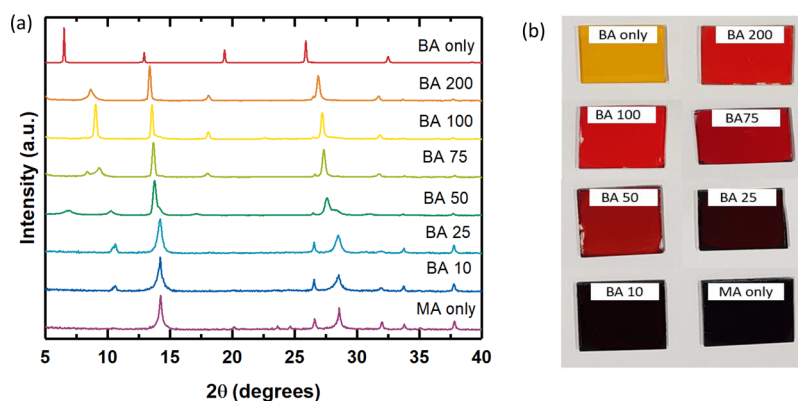 (a)
BA only
BA 200
BA 100
BA 75
BA 50
BA 25
BA 10
MA only
Intensity (a.u.)
5 10 15 20 25 30 35 40
2θ (degrees)
(b)
BA only BA 200
BA 100 BA75
BA 50 BA 25
BA 10 MA only